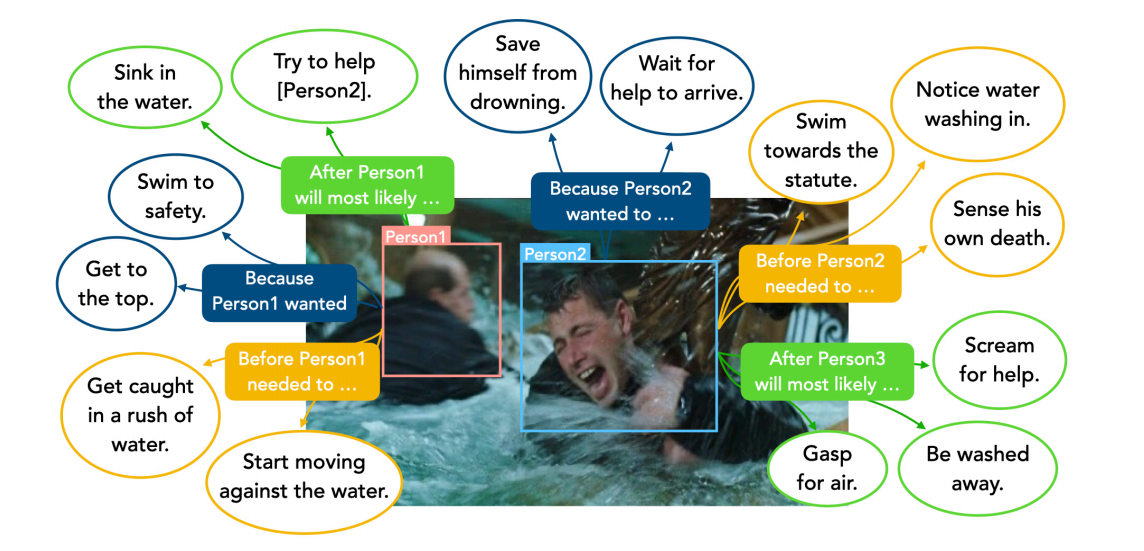 Sink in
the water.
Try to help
[Person2].
After Person1
will most likely ...
Save
himself from
drowning.
Wait for
help to arrive.
Because Person2
wanted to ...
Swim
towards the
statute.
Notice water
washing in.
Sense his
own death.
Before Person2
needed to ...
Swim to
safety.
Get to
the top.
Because
Person1 wanted
Person1
Person2
Before Person1
needed to ...
Get caught
in a rush of
water.
Start moving
against the water.
After Person3
will most likely ...
Scream
for help.
Gasp
for air.
Be washed
away.